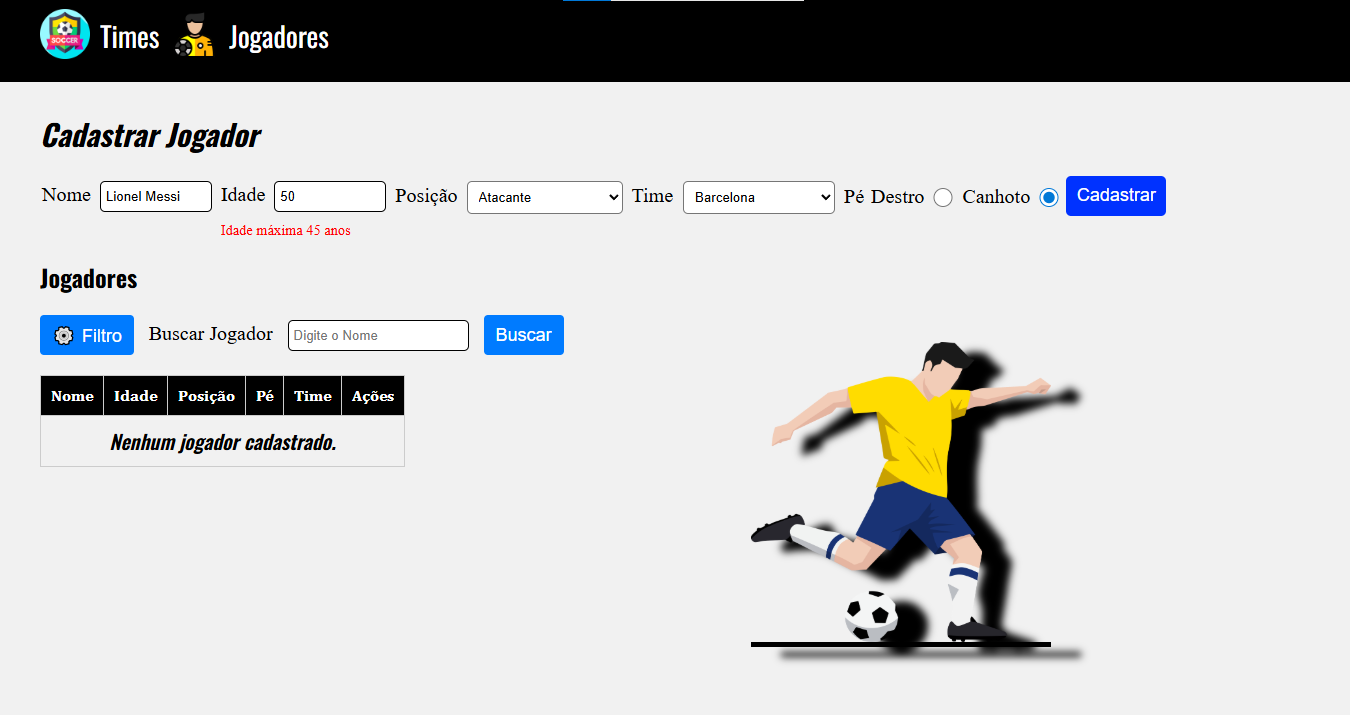 SOCCER
Times Jogadores
Cadastrar Jogador
Nome Lionel Messi Idade 50 Posição Atacante Time Barcelona Pé Destro Canhoto Cadastrar
Idade máxima 45 anos
Jogadores
Filtro Buscar Jogador Digite o Nome Buscar
Nome Idade Posição Pé Time Ações
Nenhum jogador cadastrado.